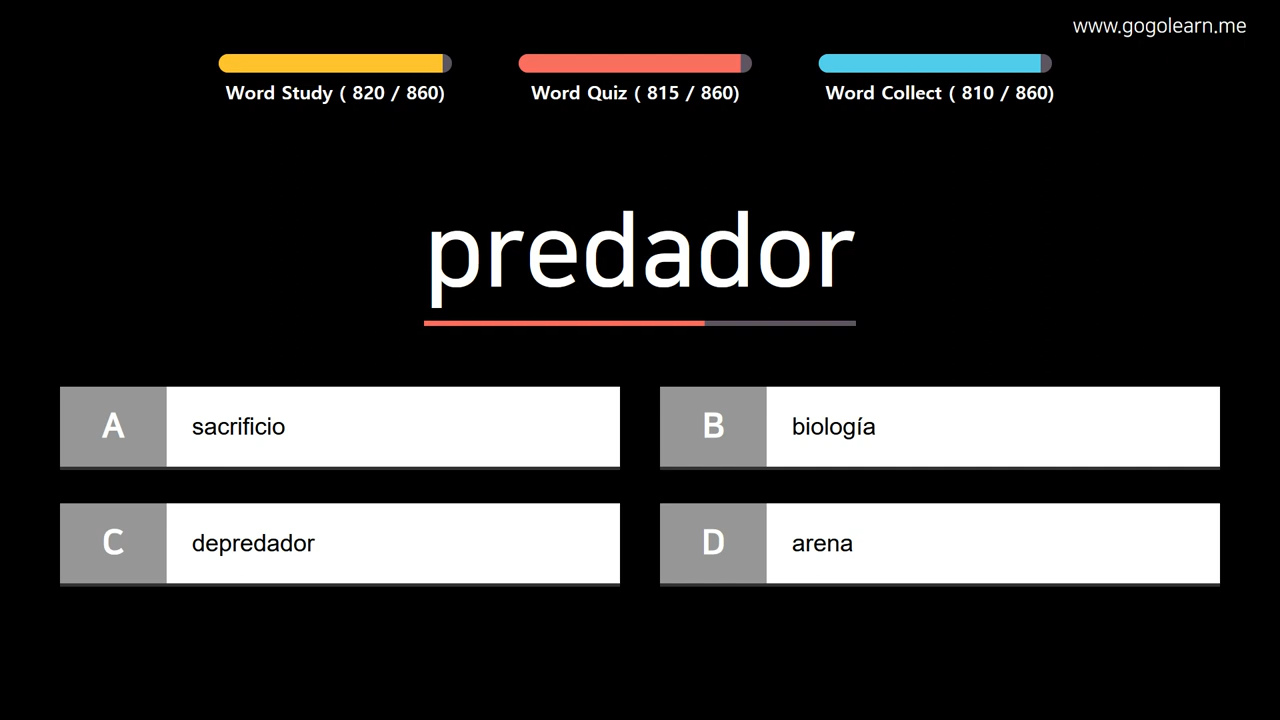 www.gogolearn.me
Word Study ( 820 / 860)
Word Quiz ( 815 / 860)
Word Collect ( 810 / 860)
predador
A sacrificio
B biología
C depredador
D arena